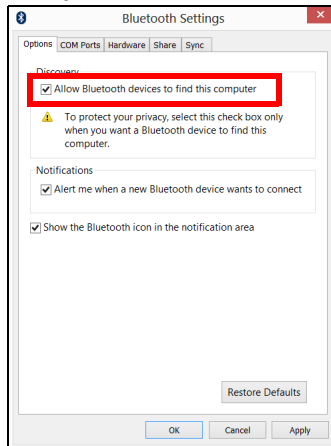 Bluetooth Settings
Options COM Ports Hardware Share Sync
Discovery
Allow Bluetooth devices to find this computer
To protect your privacy, select this check box only
when you want a Bluetooth device to find this
computer.
Notifications
Alert me when a new Bluetooth device wants to connect
Show the Bluetooth icon in the notification area
Restore Defaults
OK Cancel Apply